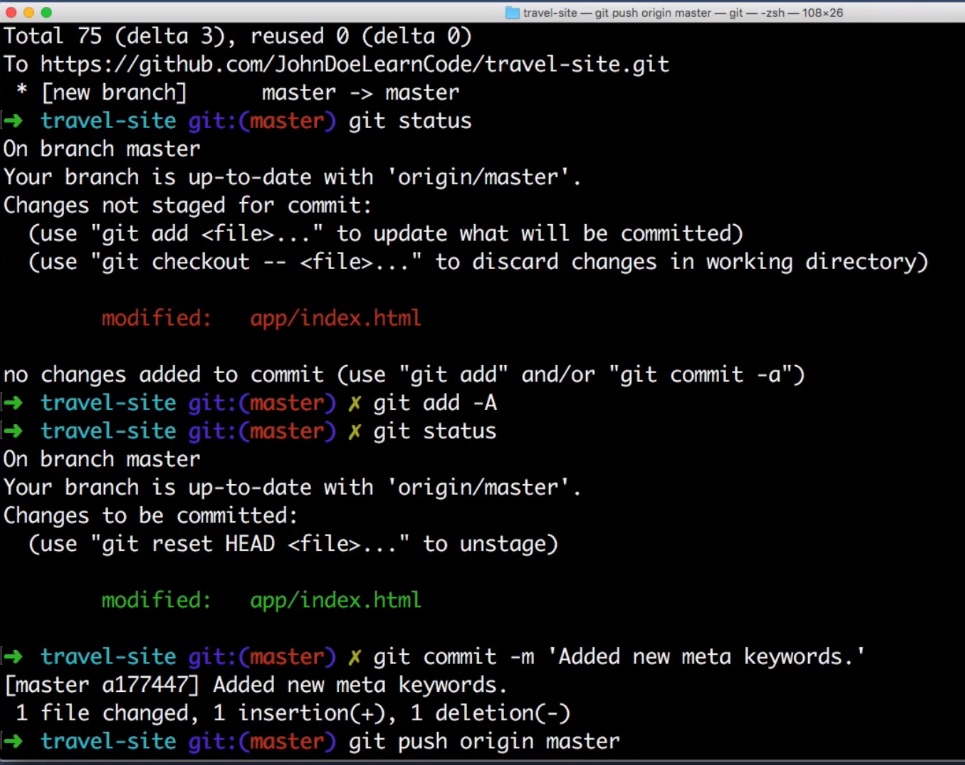 travel-site — git push origin master — git — -zsh — 108×26
Total 75 (delta 3), reused 0 (delta 0)
To https://github.com/JohnDoeLearnCode/travel-site.git
 * [new branch]      master -> master
➜  travel-site git:(master) git status
On branch master
Your branch is up-to-date with 'origin/master'.
Changes not staged for commit:
  (use "git add <file>..." to update what will be committed)
  (use "git checkout -- <file>..." to discard changes in working directory)
        modified:   app/index.html
no changes added to commit (use "git add" and/or "git commit -a")
➜  travel-site git:(master) ✗ git add -A
➜  travel-site git:(master) ✗ git status
On branch master
Your branch is up-to-date with 'origin/master'.
Changes to be committed:
  (use "git reset HEAD <file>..." to unstage)
        modified:   app/index.html
➜  travel-site git:(master) ✗ git commit -m 'Added new meta keywords.'
[master a177447] Added new meta keywords.
 1 file changed, 1 insertion(+), 1 deletion(-)
➜  travel-site git:(master) git push origin master